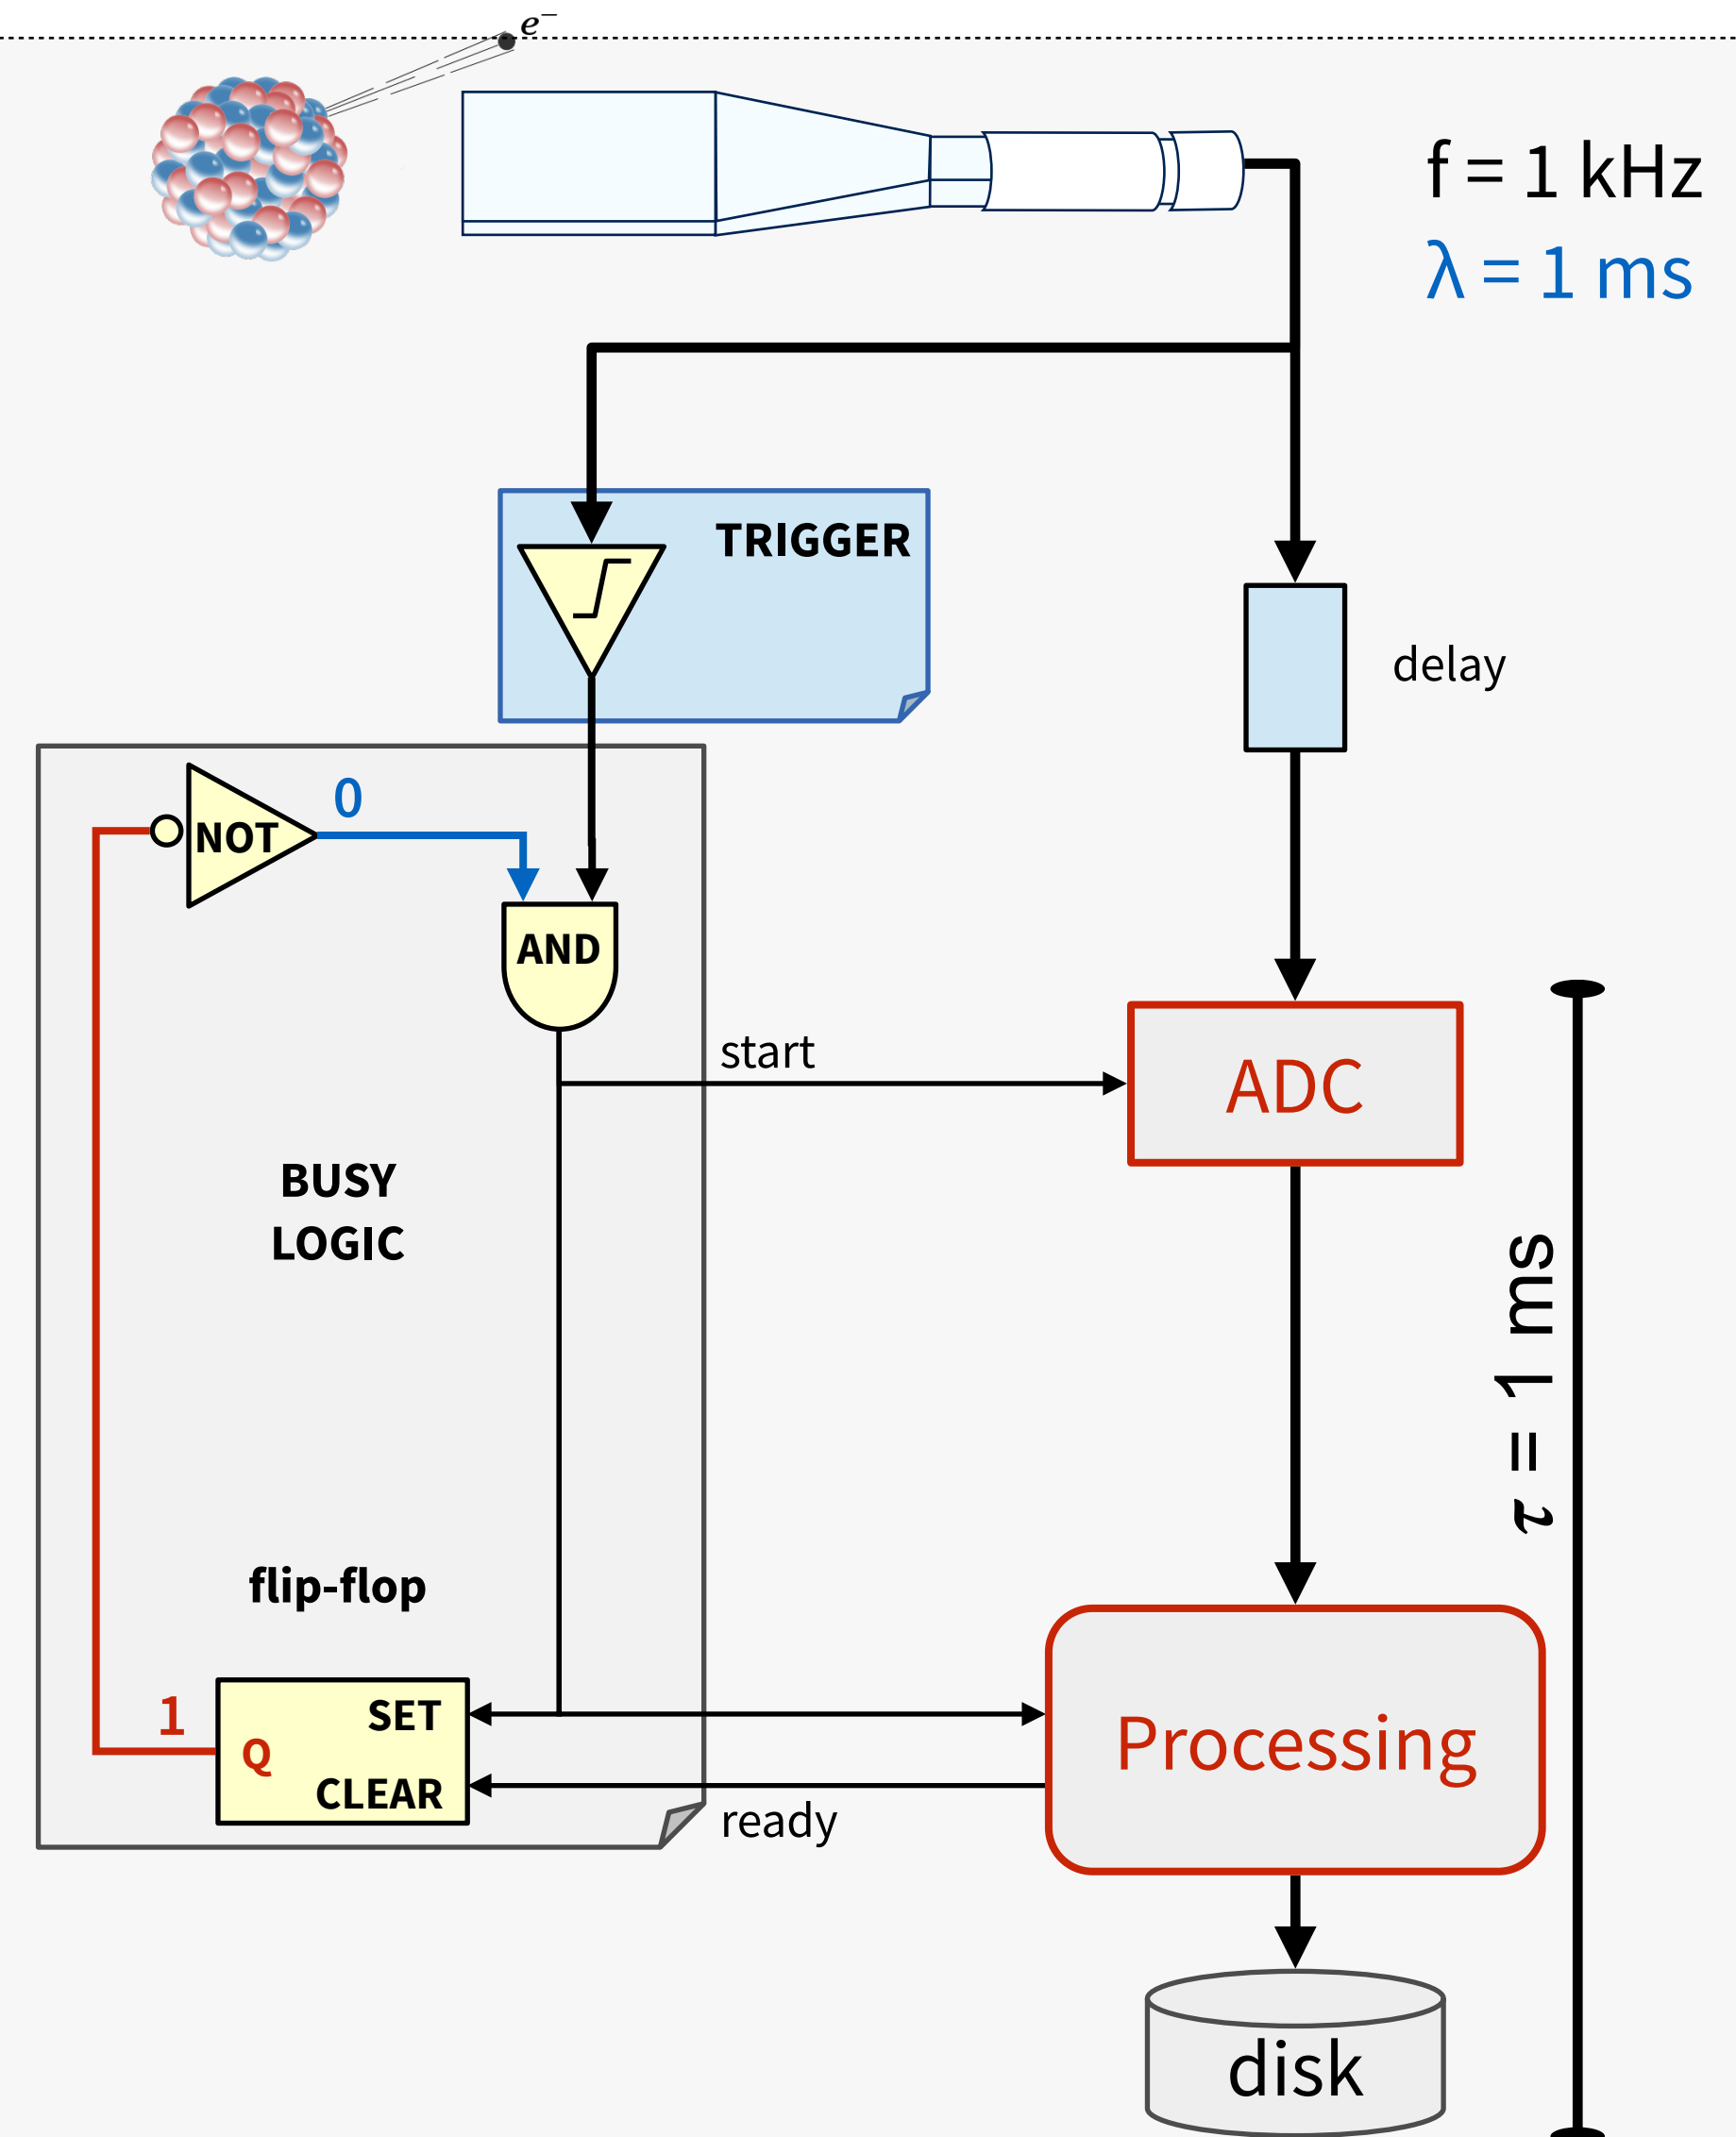 e⁻
f = 1 kHz
λ = 1 ms
TRIGGER
delay
0
NOT
AND
start
ADC
BUSY
LOGIC
τ = 1 ms
flip-flop
1
SET
Q
CLEAR
Processing
ready
disk